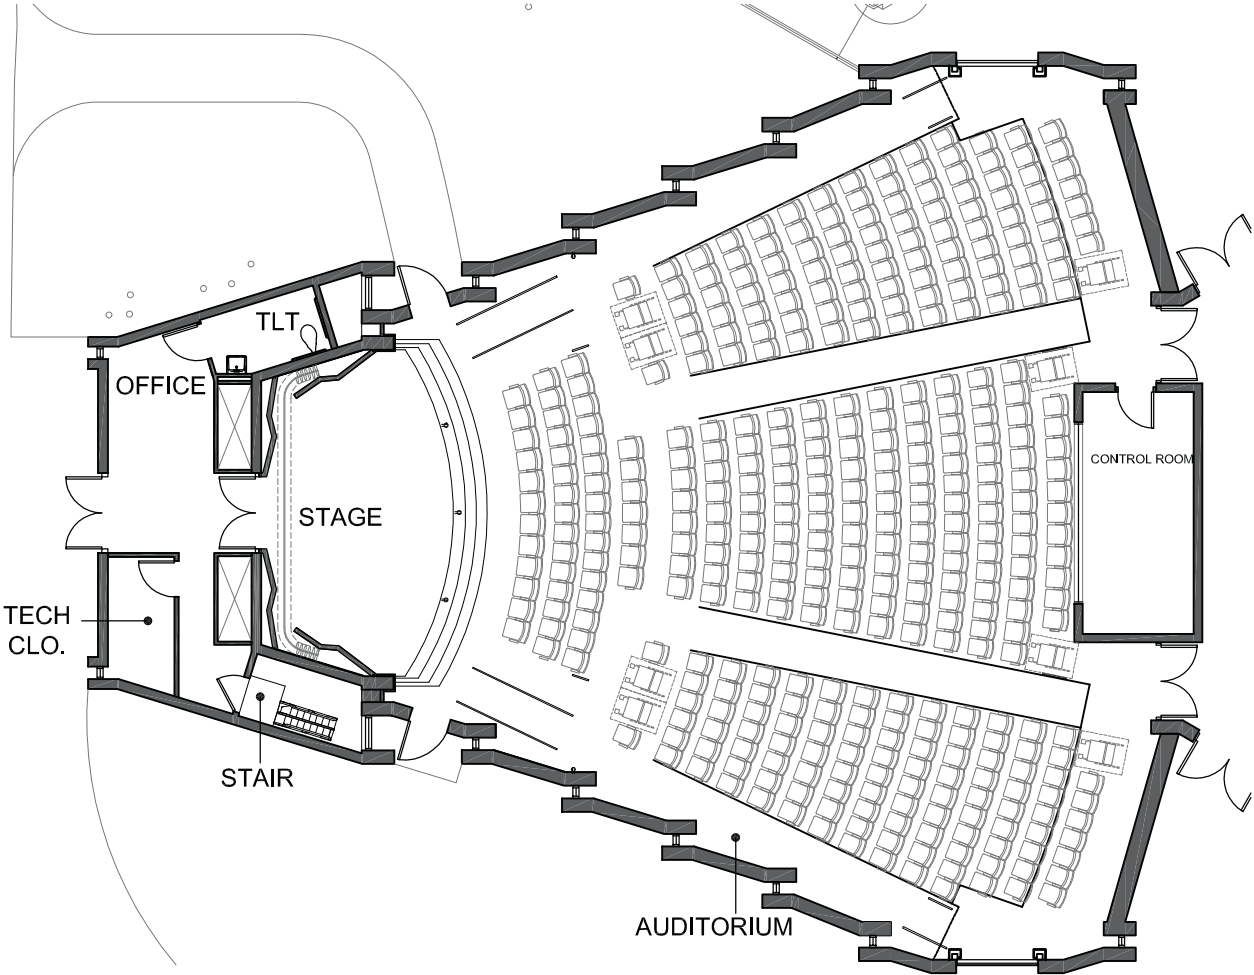 TLT
OFFICE
CONTROL ROOM
STAGE
TECH
CLO.
STAIR
AUDITORIUM